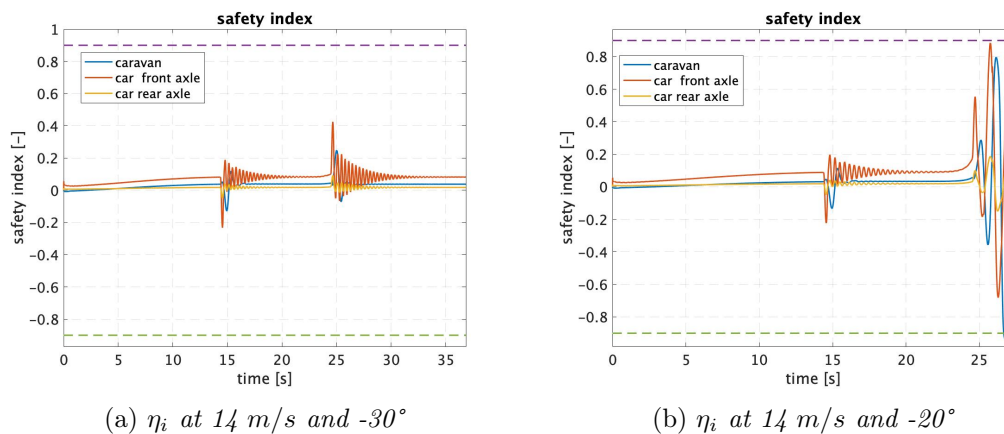 safety index
1
0.8
0.6
0.4
0.2
0
-0.2
-0.4
-0.6
-0.8
safety index [-]
caravan
car front axle
car rear axle
0 5 10 15 20 25 30 35
time [s]
(a) ηi at 14 m/s and -30°
safety index
0.8
0.6
0.4
0.2
0
-0.2
-0.4
-0.6
-0.8
safety index [-]
caravan
car front axle
car rear axle
0 5 10 15 20 25
time [s]
(b) ηi at 14 m/s and -20°